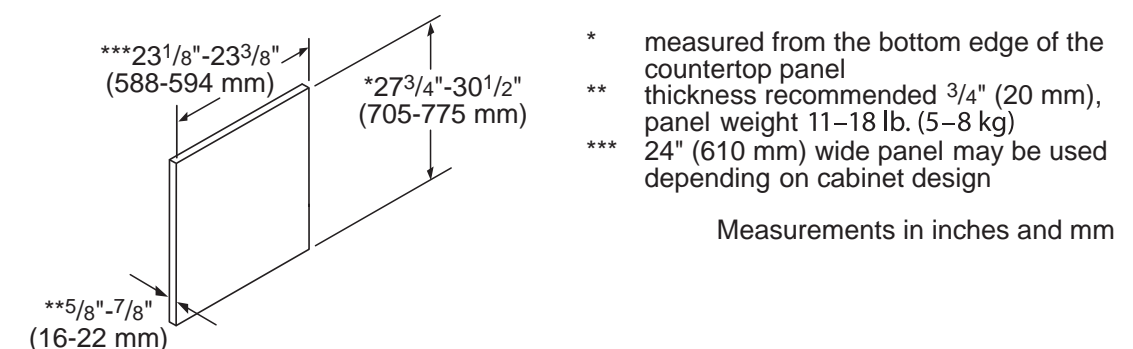 ***23 1/8"-23 3/8"
(588-594 mm)
*27 3/4"-30 1/2"
(705-775 mm)
**5/8"-7/8"
(16-22 mm)
* measured from the bottom edge of the
countertop panel
** thickness recommended 3/4" (20 mm),
panel weight 11–18 lb. (5–8 kg)
*** 24" (610 mm) wide panel may be used
depending on cabinet design
Measurements in inches and mm